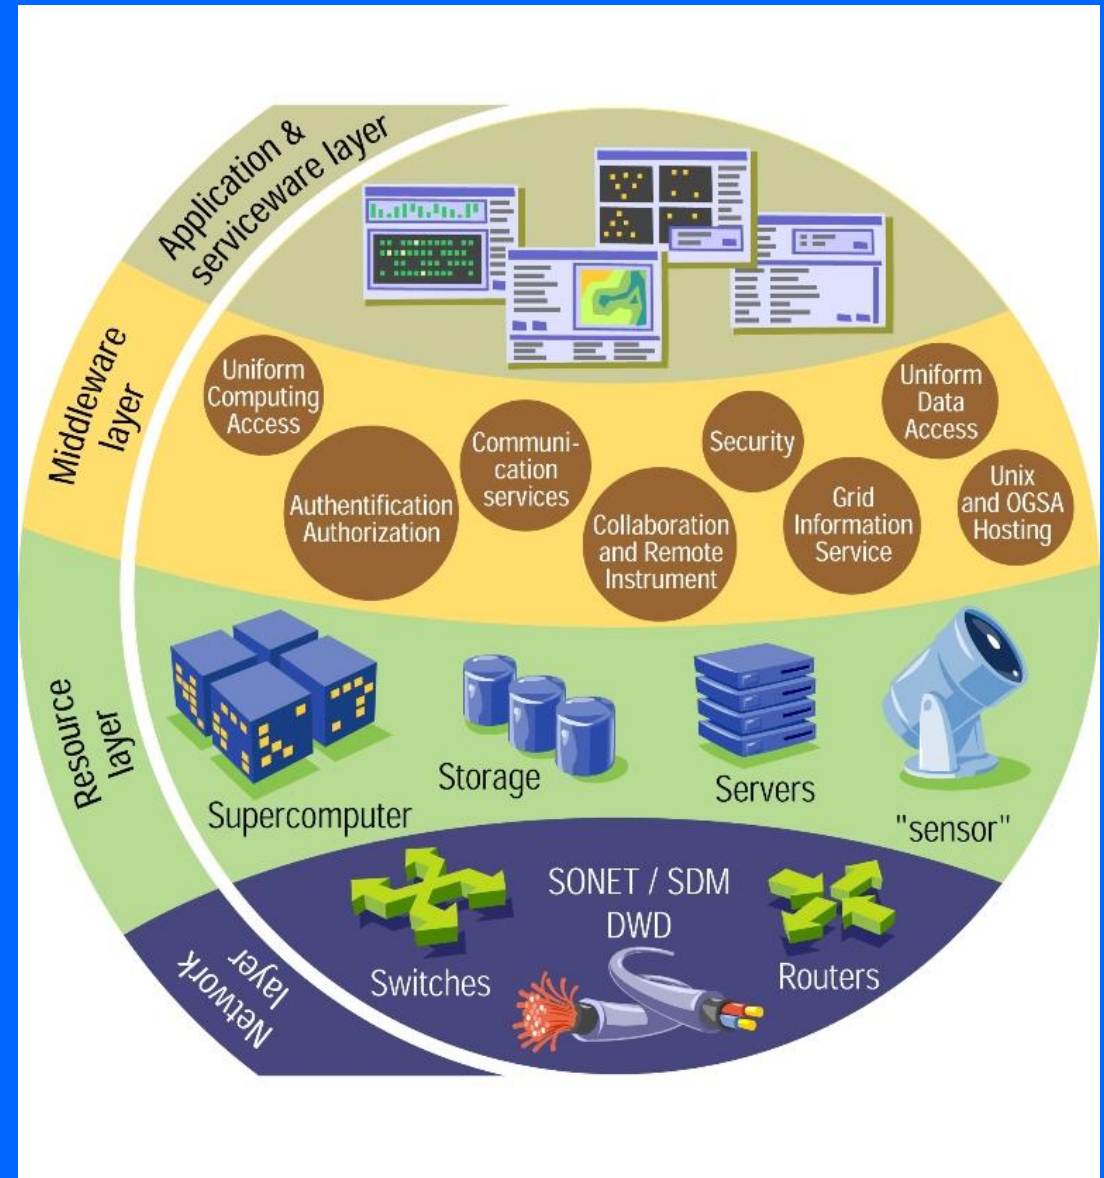 Application &
serviceware layer
Middleware
layer
Uniform
Computing
Access
Authentification
Authorization
Communi-
cation
services
Collaboration
and Remote
Instrument
Security
Grid
Information
Service
Uniform
Data
Access
Unix
and OGSA
Hosting
Resource
layer
Supercomputer
Storage
Servers
"sensor"
Network
layer
Switches
SONET / SDM
DWD
Routers